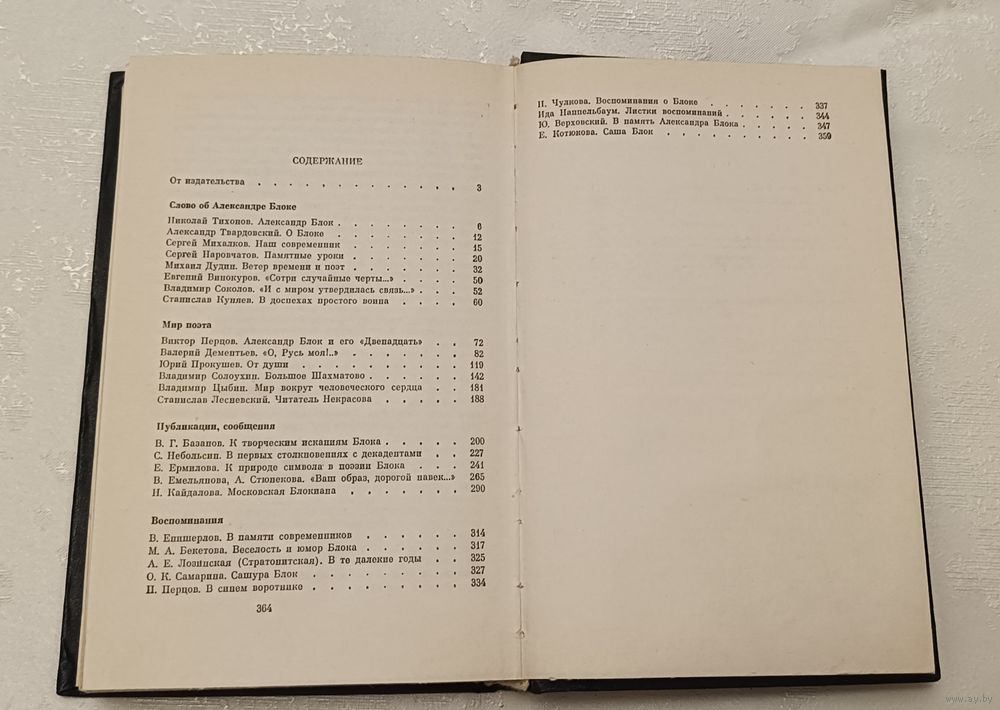 СОДЕРЖАНИЕ
От издательства . . . . . . . . . . . . . 3
Слово об Александре Блоке
Николай Тихонов. Александр Блок . . . . . . . 6
Александр Твардовский. О Блоке . . . . . . . 12
Сергей Михалков. Наш современник . . . . . . 15
Сергей Наровчатов. Памятные уроки . . . . . . 20
Михаил Дудин. Ветер времени и поэт . . . . . . 32
Евгений Винокуров. «Сотри случайные черты...» . . . 50
Владимир Соколов. «И с миром утвердилась связь...» . . . 52
Станислав Куняев. В доспехах простого воина . . . . 60
Мир поэта
Виктор Перцов. Александр Блок и его «Двенадцать» . . 72
Валерий Дементьев. «О, Русь моя!..» . . . . . . . 82
Юрий Прокушев. От души . . . . . . . . . 119
Владимир Солоухин. Большое Шахматово . . . . . . 142
Владимир Цыбин. Мир вокруг человеческого сердца . . . 181
Станислав Лесневский. Читатель Некрасова . . . . . 188
Публикации, сообщения
В. Г. Базанов. К творческим исканиям Блока . . . . . 200
С. Небольсин. В первых столкновениях с декадентами . . 227
Е. Ермилова. К природе символа в поэзии Блока . . . 241
В. Емельянова, А. Стюнекова. «Ваш образ, дорогой навек...» 265
Н. Кайдалова. Московская Блокиана . . . . . . . 290
Воспоминания
В. Енишерлов. В памяти современников . . . . . . 314
М. А. Бекетова. Веселость и юмор Блока . . . . . . 317
А. Е. Лозинская (Стратонитская). В те далекие годы . . . 325
О. К. Самарина. Сашура Блок . . . . . . . . . 327
П. Перцов. В синем воротнике . . . . . . . . . 334
364
Н. Чулкова. Воспоминания о Блоке . . . . . . . 337
Ида Наппельбаум. Листки воспоминаний . . . . . . 344
Ю. Верховский. В память Александра Блока . . . . . 347
Е. Котюкова. Саша Блок . . . . . . . . . 359
www.ay.by